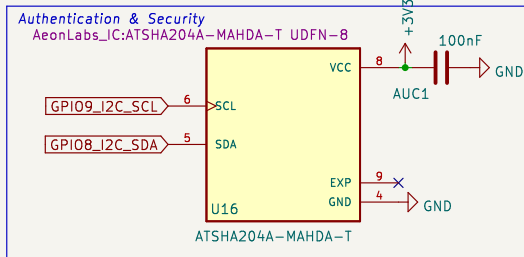 Authentication & Security
AeonLabs_IC:ATSHA204A-MAHDA-T UDFN-8
+3V3
100nF
VCC 8
GND
AUC1
GPIO9_I2C_SCL 6 SCL
GPIO8_I2C_SDA 5 SDA
EXP 9
GND 4 GND
U16
ATSHA204A-MAHDA-T